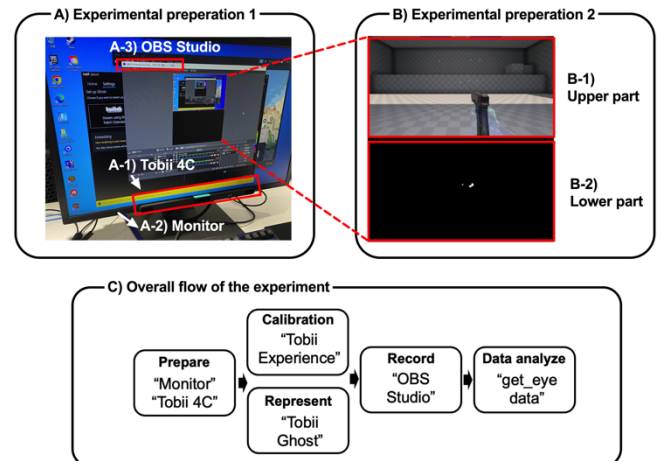 A) Experimental preperation 1
A-3) OBS Studio
A-1) Tobii 4C
A-2) Monitor
B) Experimental preperation 2
B-1)
Upper part
B-2)
Lower part
C) Overall flow of the experiment
Prepare
“Monitor”
“Tobii 4C”
Calibration
“Tobii
Experience”
Represent
“Tobii
Ghost”
Record
“OBS
Studio”
Data analyze
“get_eye
data”